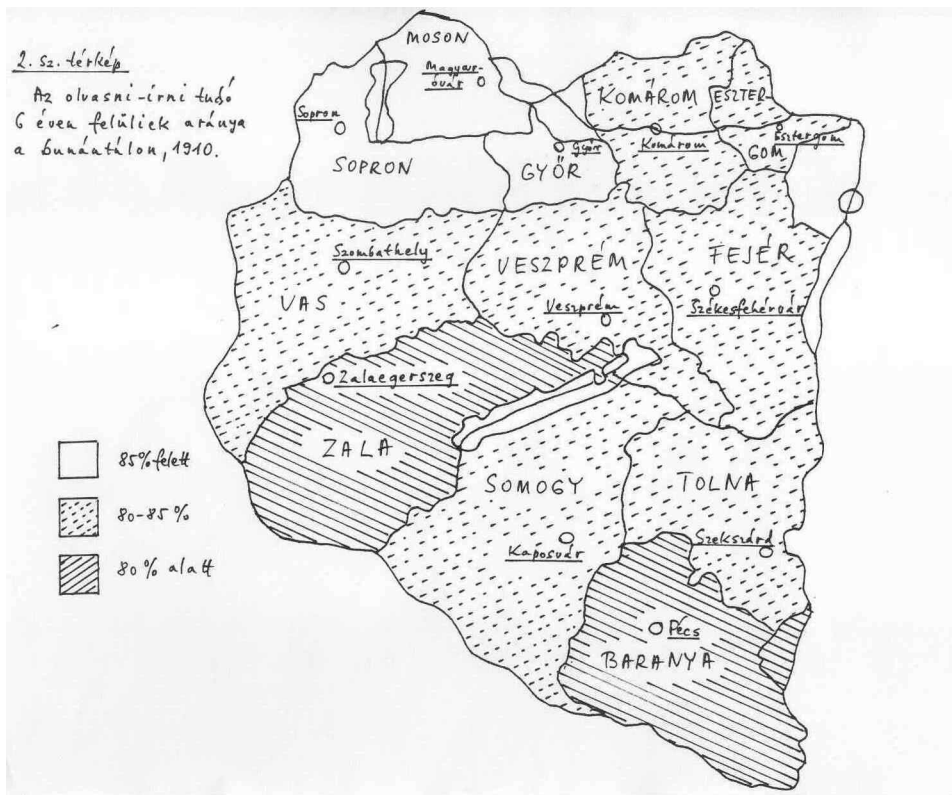 2. sz. térkép
Az olvasni-írni tudó
6 éven felüliek aránya
a Dunántúlon, 1910.
MOSON
Magyar-
óvár
Sopron
SOPRON
Győr
GYŐR
KOMÁROM
Komárom
ESZTER-
GOM
Esztergom
Szombathely
VAS
VESZPRÉM
Veszprém
FEJÉR
Székesfehérvár
Zalaegerszeg
ZALA
SOMOGY
Kaposvár
TOLNA
Szekszárd
Pécs
BARANYA
85% felett
80-85%
80% alatt